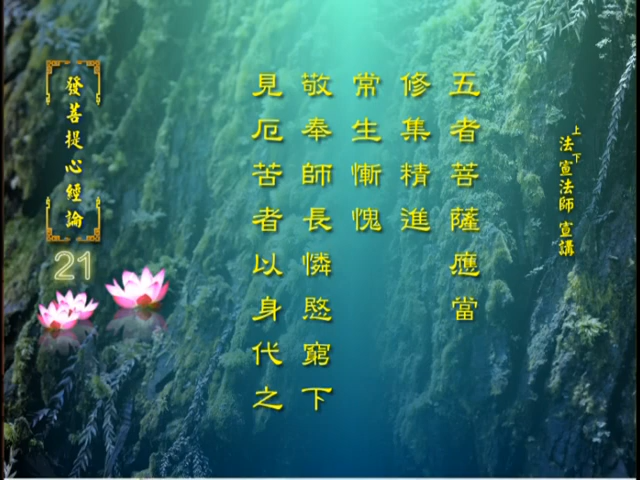 上法下宣法師 宣講
五者菩薩應當
修集精進
常生慚愧
敬奉師長憐愍窮下
見厄苦者以身代之
發菩提心經論
21